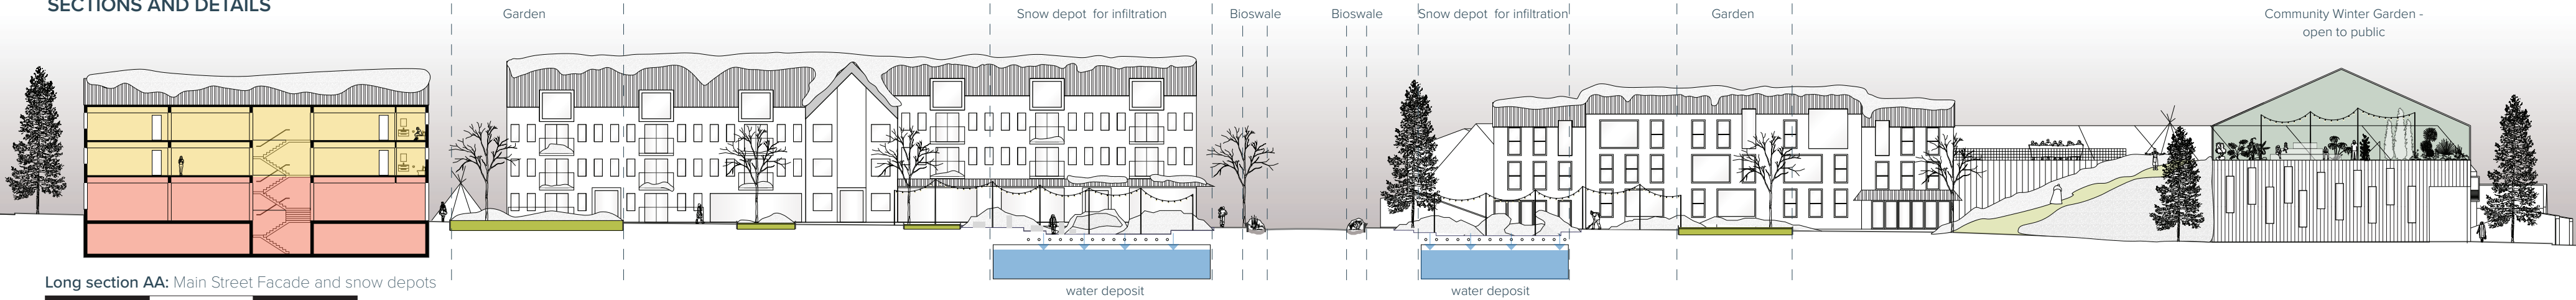 SECTIONS AND DETAILS
Garden
Snow depot for infiltration
Bioswale
Bioswale
Snow depot for infiltration
Garden
Community Winter Garden -
open to public
water deposit
water deposit
Long section AA: Main Street Facade and snow depots